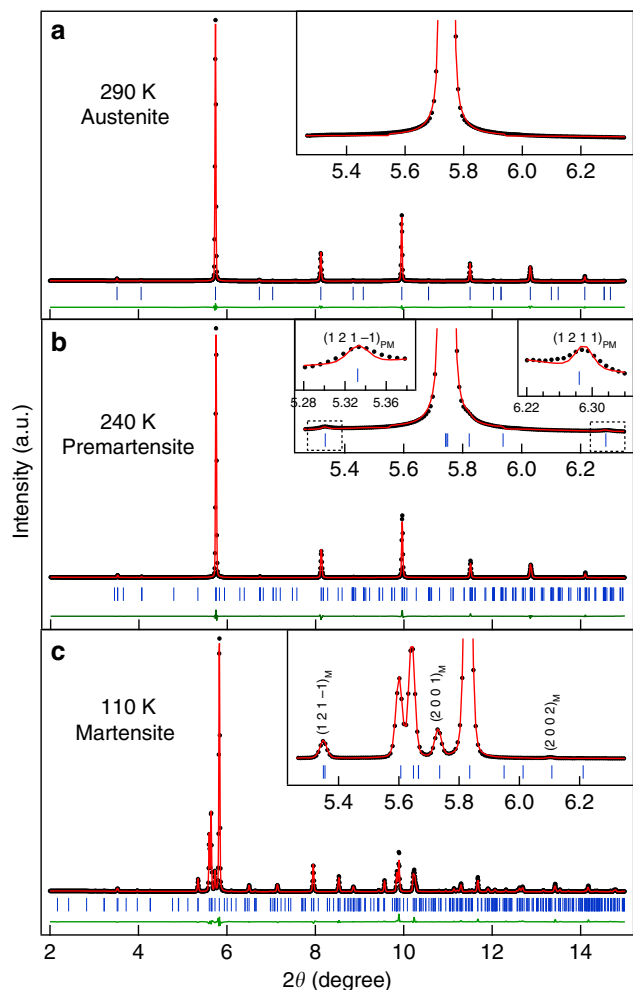 Intensity (a.u.)
a
290 K
Austenite
5.4 5.6 5.8 6.0 6.2
b
240 K
Premartensite
(1 2 1 –1)PM
5.28 5.32 5.36
(1 2 1 1)PM
6.22 6.30
5.4 5.6 5.8 6.0 6.2
c
110 K
Martensite
(1 2 1 –1)M
(2 0 0 1)M
(2 0 0 2)M
5.4 5.6 5.8 6.0 6.2
2 4 6 8 10 12 14
2θ (degree)